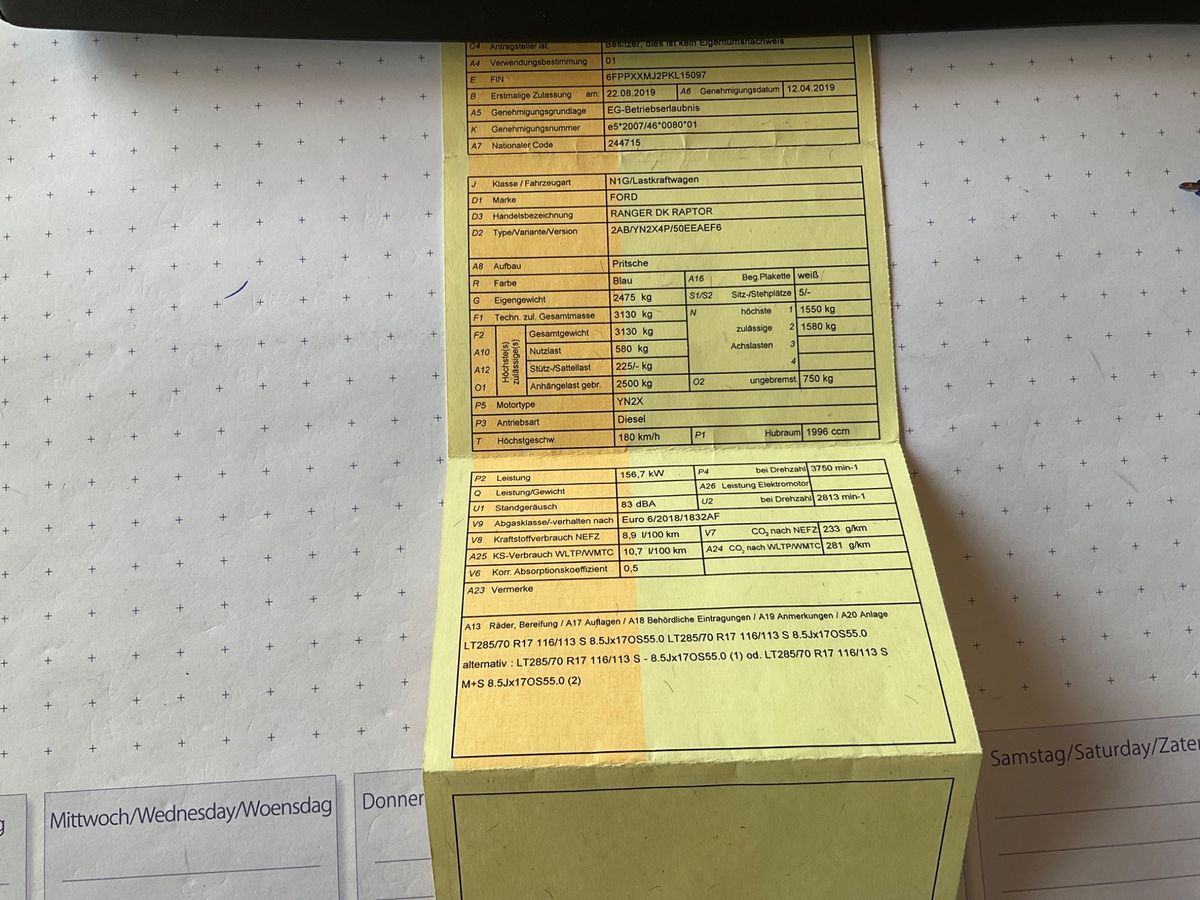 C4 Antragsteller ist: Besitzer, dies ist kein Eigentumsnachweis
A4 Verwendungsbestimmung 01
E FIN 6FPPXXMJ2PKL15097
B Erstmalige Zulassung am: 22.08.2019 A6 Genehmigungsdatum 12.04.2019
A5 Genehmigungsgrundlage EG-Betriebserlaubnis
K Genehmigungsnummer e5*2007/46*0080*01
A7 Nationaler Code 244715
J Klasse / Fahrzeugart N1G/Lastkraftwagen
D1 Marke FORD
D3 Handelsbezeichnung RANGER DK RAPTOR
D2 Type/Variante/Version 2AB/YN2X4P/50EEAEF6
A8 Aufbau Pritsche
R Farbe Blau A16 Beg.Plakette weiß
G Eigengewicht 2475 kg S1/S2 Sitz-/Stehplätze 5/-
F1 Techn. zul. Gesamtmasse 3130 kg N höchste 1 1550 kg
F2 Höchste(s) zulässige(s) Gesamtgewicht 3130 kg zulässige 2 1580 kg
A10 Nutzlast 580 kg Achslasten 3
A12 Stütz-/Sattellast 225/- kg 4
O1 Anhängelast gebr. 2500 kg O2 ungebremst 750 kg
P5 Motortype YN2X
P3 Antriebsart Diesel
T Höchstgeschw. 180 km/h P1 Hubraum 1996 ccm
P2 Leistung 156,7 kW P4 bei Drehzahl 3750 min-1
Q Leistung/Gewicht A26 Leistung Elektromotor
U1 Standgeräusch 83 dBA U2 bei Drehzahl 2813 min-1
V9 Abgasklasse/-verhalten nach Euro 6/2018/1832AF
V8 Kraftstoffverbrauch NEFZ 8,9 l/100 km V7 CO₂ nach NEFZ 233 g/km
A25 KS-Verbrauch WLTP/WMTC 10,7 l/100 km A24 CO₂ nach WLTP/WMTC 281 g/km
V6 Korr. Absorptionskoeffizient 0,5
A23 Vermerke
A13 Räder, Bereifung / A17 Auflagen / A18 Behördliche Eintragungen / A19 Anmerkungen / A20 Anlage
LT285/70 R17 116/113 S 8.5Jx17OS55.0 LT285/70 R17 116/113 S 8.5Jx17OS55.0
alternativ : LT285/70 R17 116/113 S - 8.5Jx17OS55.0 (1) od. LT285/70 R17 116/113 S
M+S 8.5Jx17OS55.0 (2)
g Mittwoch/Wednesday/Woensdag Donner Samstag/Saturday/Zater